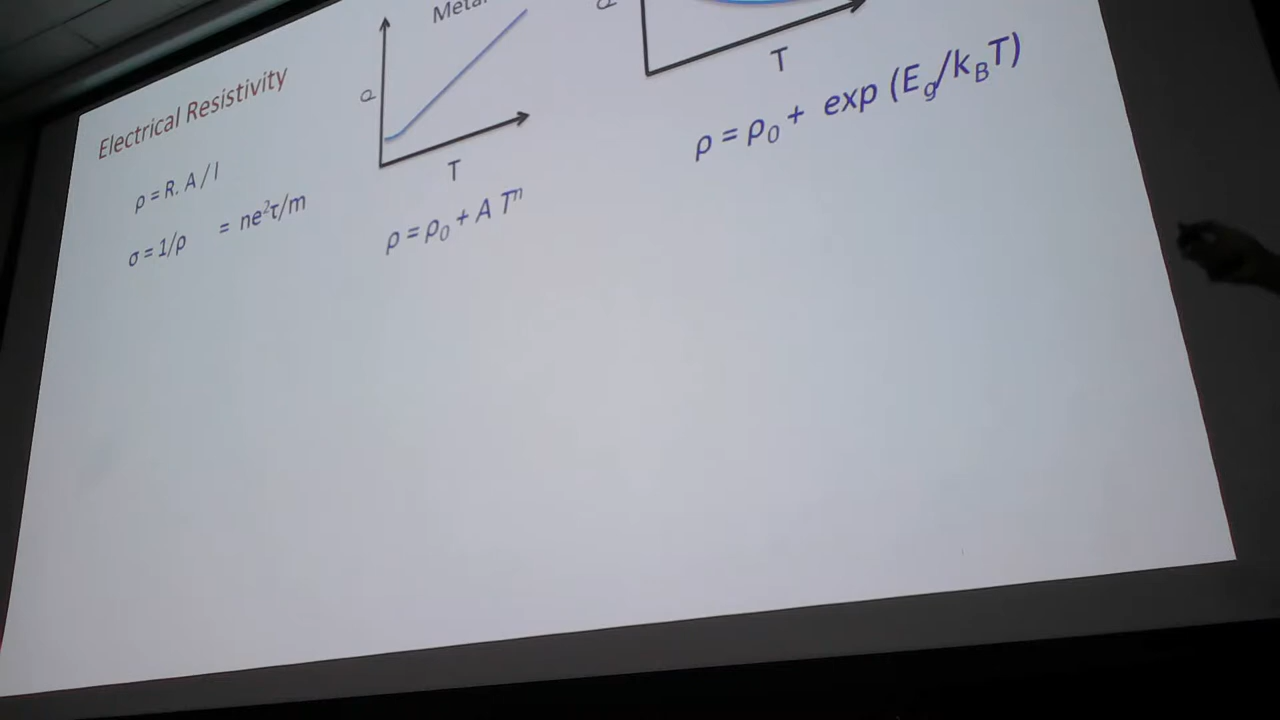 Electrical Resistivity
ρ = R. A / l
σ = 1/ρ = ne²τ/m
ρ
T
ρ = ρ₀ + A Tⁿ
T
ρ = ρ₀ + exp (E_g/k_BT)